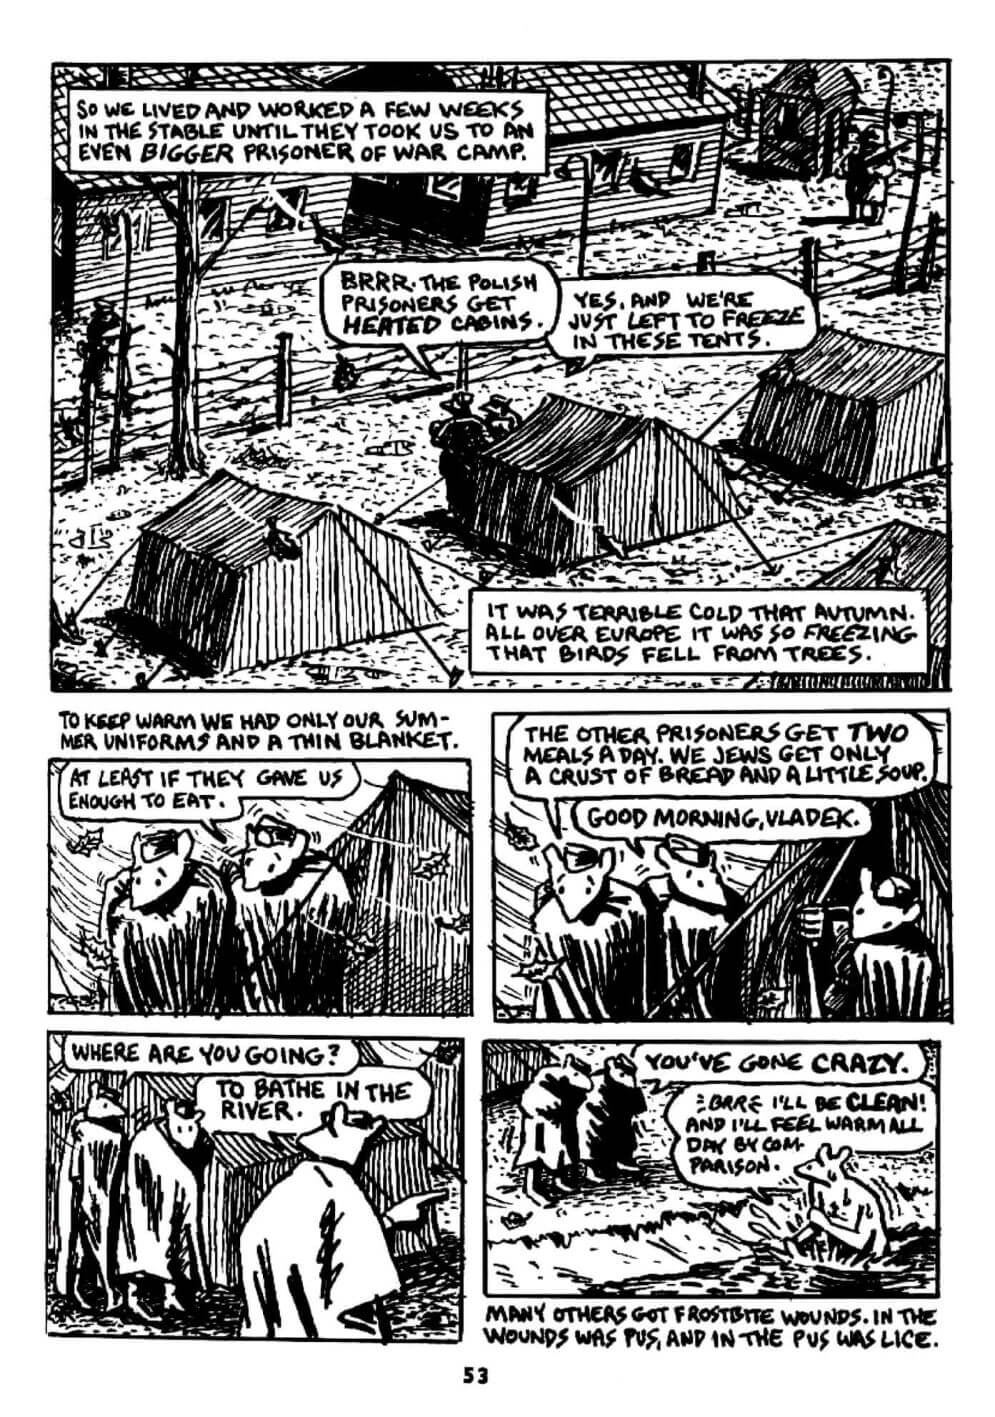 SO WE LIVED AND WORKED A FEW WEEKS
IN THE STABLE UNTIL THEY TOOK US TO AN
EVEN BIGGER PRISONER OF WAR CAMP.
BRRR. THE POLISH
PRISONERS GET
HEATED CABINS.
YES. AND WE'RE
JUST LEFT TO FREEZE
IN THESE TENTS.
IT WAS TERRIBLE COLD THAT AUTUMN.
ALL OVER EUROPE IT WAS SO FREEZING
THAT BIRDS FELL FROM TREES.
TO KEEP WARM WE HAD ONLY OUR SUM-
MER UNIFORMS AND A THIN BLANKET.
AT LEAST IF THEY GAVE US
ENOUGH TO EAT.
THE OTHER PRISONERS GET TWO
MEALS A DAY. WE JEWS GET ONLY
A CRUST OF BREAD AND A LITTLE SOUP.
GOOD MORNING, VLADEK.
WHERE ARE YOU GOING?
TO BATHE IN THE
RIVER.
YOU'VE GONE CRAZY.
BRR I'LL BE CLEAN!
AND I'LL FEEL WARM ALL
DAY BY COM-
PARISON.
MANY OTHERS GOT FROSTBITE WOUNDS. IN THE
WOUNDS WAS PUS, AND IN THE PUS WAS LICE.
53